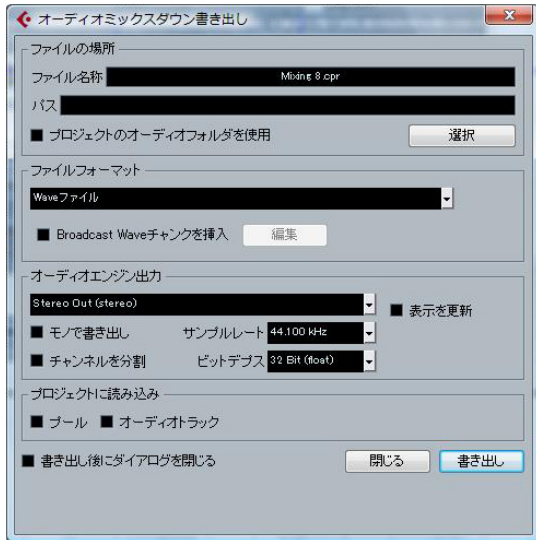 オーディオミックスダウン書き出し
ファイルの場所
ファイル名称 Mixing 8.cpr
パス
プロジェクトのオーディオフォルダを使用 選択
ファイルフォーマット
Waveファイル
Broadcast Waveチャンクを挿入 編集
オーディオエンジン出力
Stereo Out (stereo) 表示を更新
モノで書き出し サンプルレート 44.100 kHz
チャンネルを分割 ビットデプス 32 Bit (float)
プロジェクトに読み込み
プール オーディオトラック
書き出し後にダイアログを閉じる 閉じる 書き出し